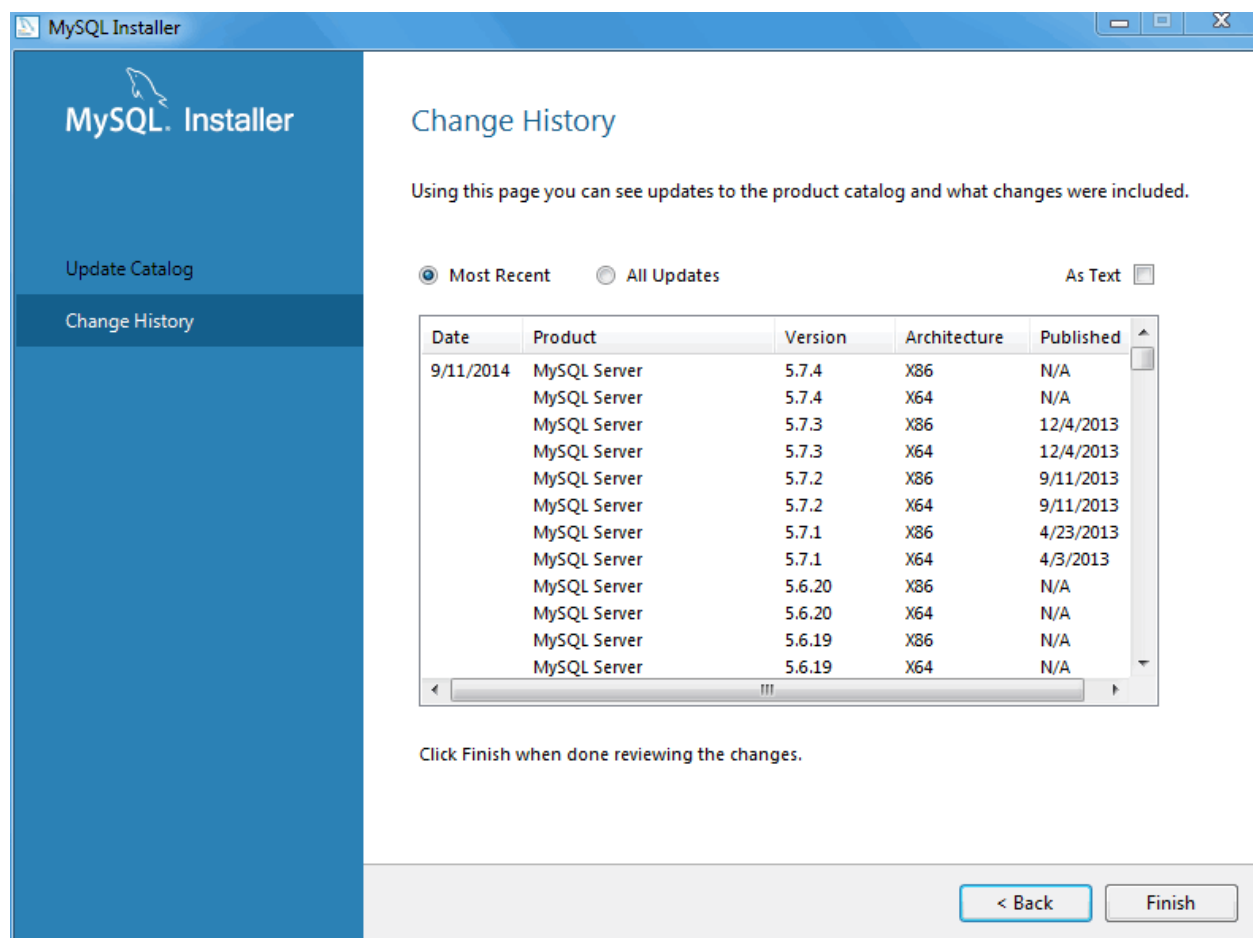 MySQL Installer
MySQL. Installer
Update Catalog
Change History
Change History
Using this page you can see updates to the product catalog and what changes were included.
Most Recent All Updates As Text
Date Product Version Architecture Published
9/11/2014 MySQL Server 5.7.4 X86 N/A
MySQL Server 5.7.4 X64 N/A
MySQL Server 5.7.3 X86 12/4/2013
MySQL Server 5.7.3 X64 12/4/2013
MySQL Server 5.7.2 X86 9/11/2013
MySQL Server 5.7.2 X64 9/11/2013
MySQL Server 5.7.1 X86 4/23/2013
MySQL Server 5.7.1 X64 4/3/2013
MySQL Server 5.6.20 X86 N/A
MySQL Server 5.6.20 X64 N/A
MySQL Server 5.6.19 X86 N/A
MySQL Server 5.6.19 X64 N/A
Click Finish when done reviewing the changes.
< Back Finish